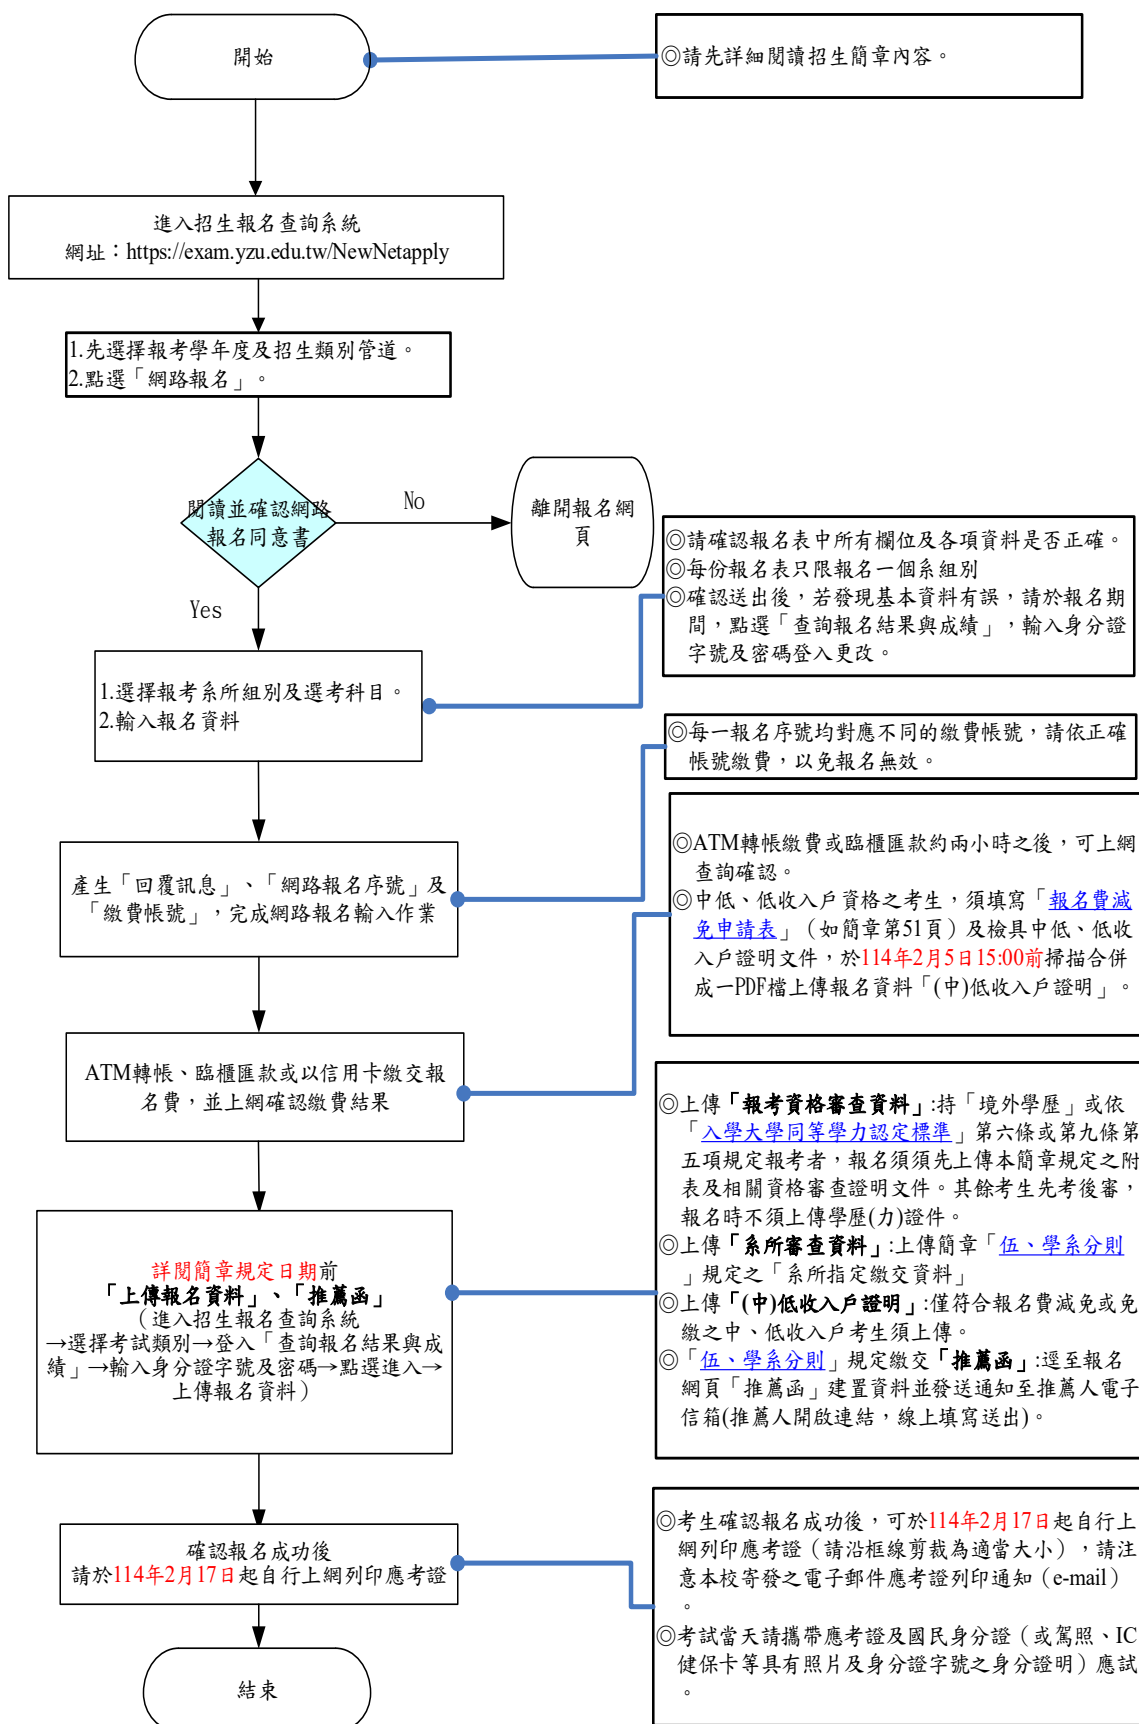 開始
◎請先詳細閱讀招生簡章內容。
進入招生報名查詢系統
網址：https://exam.yzu.edu.tw/NewNetapply
1.先選擇報考學年度及招生類別管道。
2.點選「網路報名」。
閱讀並確認網路
報名同意書
No
離開報名網
頁
Yes
◎請確認報名表中所有欄位及各項資料是否正確。
◎每份報名表只限報名一個系組別
◎確認送出後，若發現基本資料有誤，請於報名期
間，點選「查詢報名結果與成績」，輸入身分證
字號及密碼登入更改。
1.選擇報考系所組別及選考科目。
2.輸入報名資料
◎每一報名序號均對應不同的繳費帳號，請依正確
帳號繳費，以免報名無效。
產生「回覆訊息」、「網路報名序號」及
「繳費帳號」，完成網路報名輸入作業
◎ATM轉帳繳費或臨櫃匯款約兩小時之後，可上網
查詢確認。
◎中低、低收入戶資格之考生，須填寫「報名費減
免申請表」（如簡章第51頁）及檢具中低、低收
入戶證明文件，於114年2月5日15:00前掃描合併
成一PDF檔上傳報名資料「(中)低收入戶證明」。
ATM轉帳、臨櫃匯款或以信用卡繳交報
名費，並上網確認繳費結果
◎上傳「報考資格審查資料」:持「境外學歷」或依
「入學大學同等學力認定標準」第六條或第九條第
五項規定報考者，報名須須先上傳本簡章規定之附
表及相關資格審查證明文件。其餘考生先考後審，
報名時不須上傳學歷(力)證件。
◎上傳「系所審查資料」:上傳簡章「伍、學系分則
」規定之「系所指定繳交資料」
◎上傳「(中)低收入戶證明」:僅符合報名費減免或免
繳之中、低收入戶考生須上傳。
◎「伍、學系分則」規定繳交「推薦函」:逕至報名
網頁「推薦函」建置資料並發送通知至推薦人電子
信箱(推薦人開啟連結，線上填寫送出)。
詳閱簡章規定日期前
「上傳報名資料」、「推薦函」
（進入招生報名查詢系統
→選擇考試類別→登入「查詢報名結果與成
績」→輸入身分證字號及密碼→點選進入→
上傳報名資料）
確認報名成功後
請於114年2月17日起自行上網列印應考證
◎考生確認報名成功後，可於114年2月17日起自行上
網列印應考證（請沿框線剪裁為適當大小），請注
意本校寄發之電子郵件應考證列印通知（e-mail）
。
◎考試當天請攜帶應考證及國民身分證（或駕照、IC
健保卡等具有照片及身分證字號之身分證明）應試
。
結束